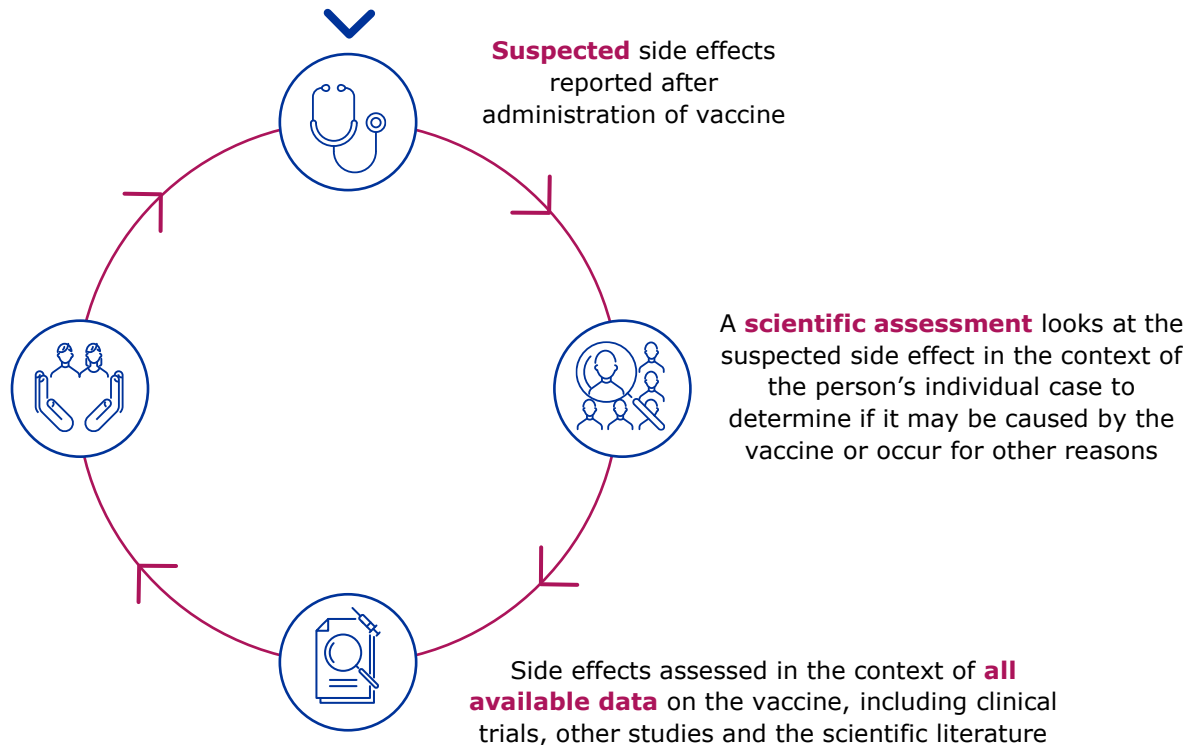 Suspected side effects
reported after
administration of vaccine
A scientific assessment looks at the
suspected side effect in the context of
the person’s individual case to
determine if it may be caused by the
vaccine or occur for other reasons
Side effects assessed in the context of all
available data on the vaccine, including clinical
trials, other studies and the scientific literature